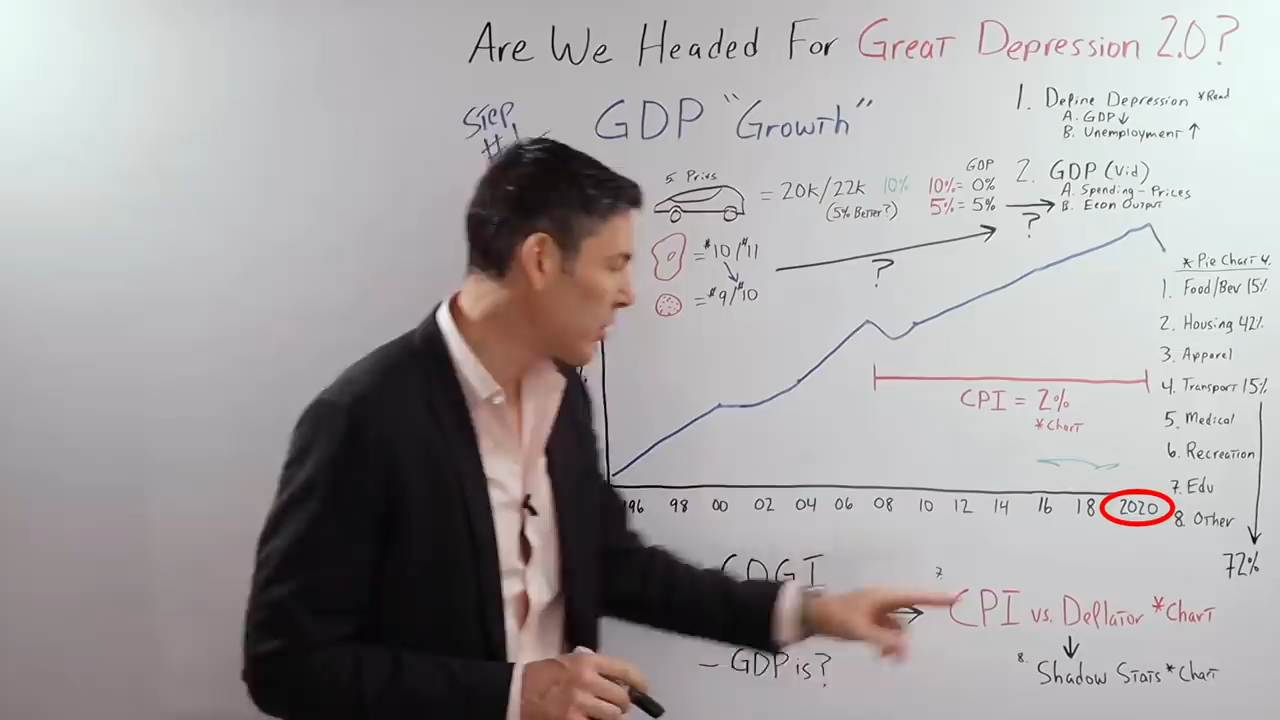 Are We Headed For Great Depression 2.0?
Step
#1
GDP "Growth"
1. Define Depression *Read
A. GDP↓
B. Unemployment ↑
2. GDP (Vid)
A. Spending - Prices
B. Econ Output
GDP
10% = 0%
5% = 5%
?
= 20k/22k 10%
(5% Better?)
= $10/$11
= $9/$10
?
CPI = 2%
*Chart
*Pie Chart 4.
1. Food/Bev 15%
2. Housing 42%
3. Apparel
4. Transport 15%
5. Medical
6. Recreation
7. Edu
8. Other
72%
96 98 00 02 04 06 08 10 12 14 16 18 2020
7.
CPI vs. Deflator *Chart
8.
Shadow Stats *Chart
- GDP is?